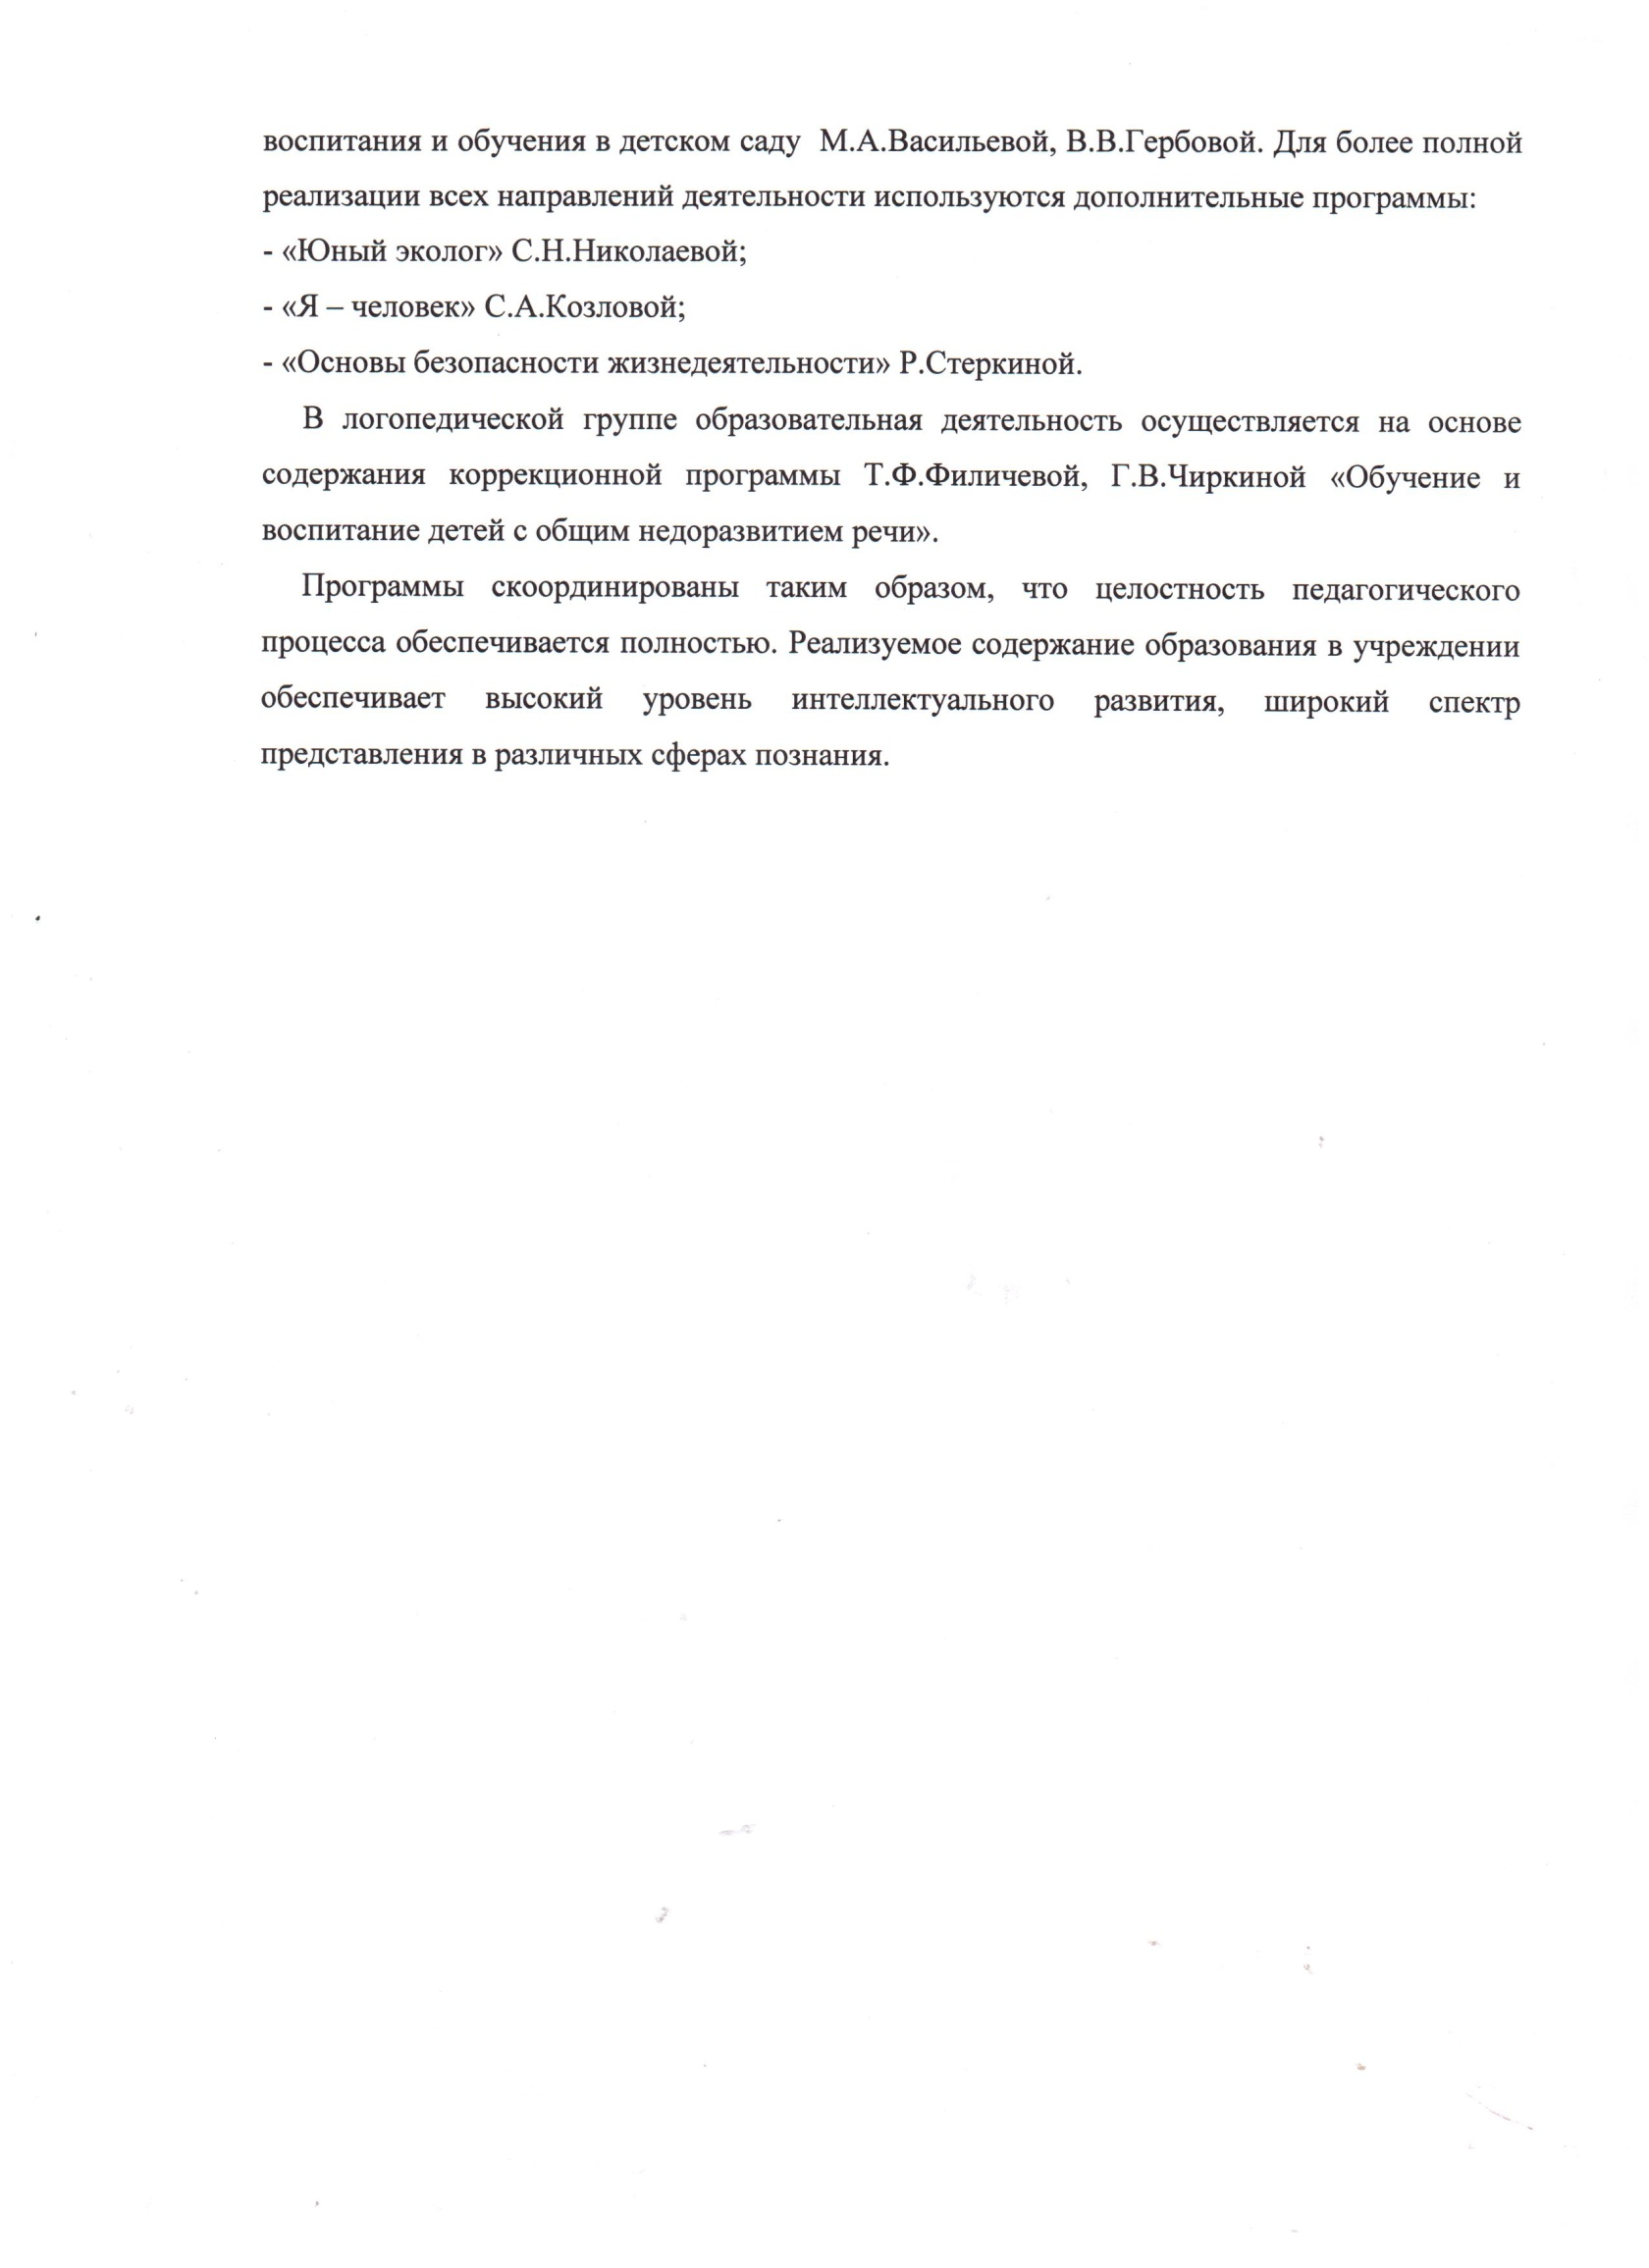 воспитания и обучения в детском саду  М.А.Васильевой, В.В.Гербовой. Для более полной
реализации всех направлений деятельности используются дополнительные программы:
- «Юный эколог» С.Н.Николаевой;
- «Я – человек» С.А.Козловой;
- «Основы безопасности жизнедеятельности» Р.Стеркиной.
В логопедической группе образовательная деятельность осуществляется на основе
содержания коррекционной программы Т.Ф.Филичевой, Г.В.Чиркиной «Обучение и
воспитание детей с общим недоразвитием речи».
Программы скоординированы таким образом, что целостность педагогического
процесса обеспечивается полностью. Реализуемое содержание образования в учреждении
обеспечивает высокий уровень интеллектуального развития, широкий спектр
представления в различных сферах познания.